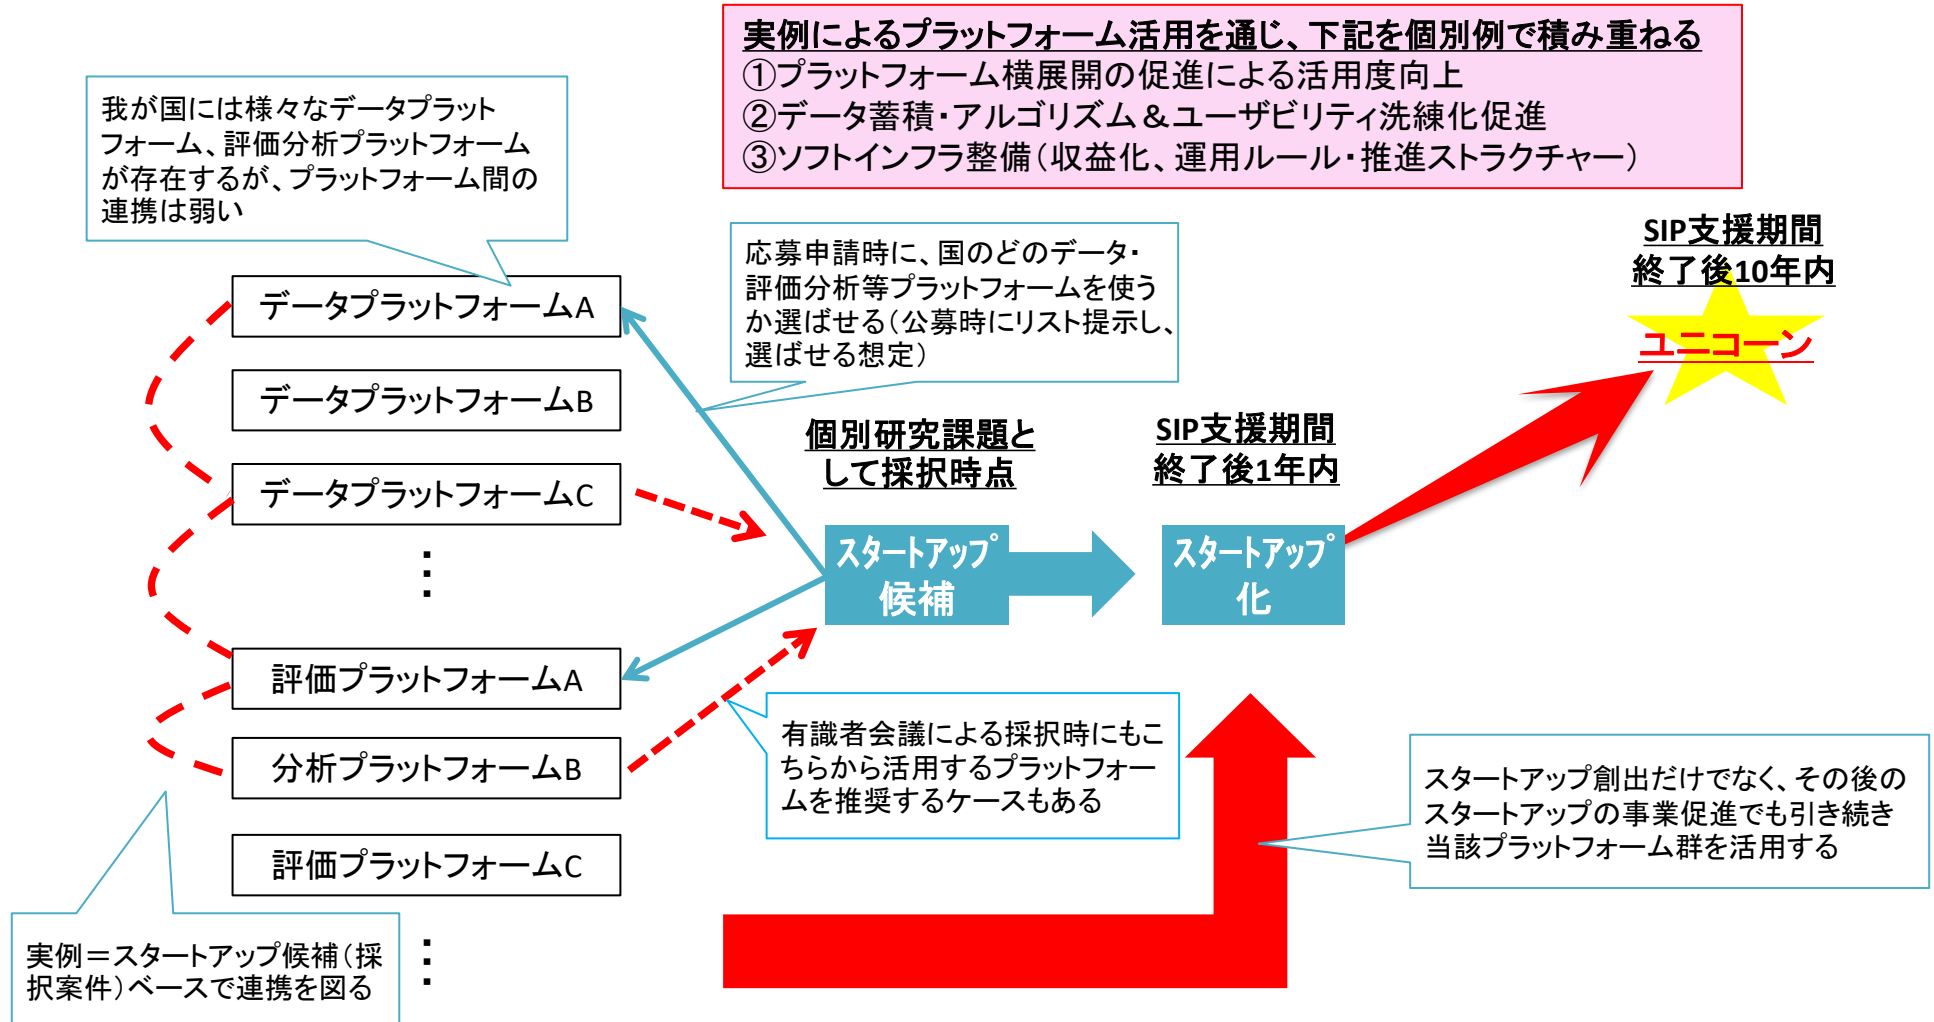 実例によるプラットフォーム活用を通じ、下記を個別例で積み重ねる
①プラットフォーム横展開の促進による活用度向上
②データ蓄積・アルゴリズム＆ユーザビリティ洗練化促進
③ソフトインフラ整備（収益化、運用ルール・推進ストラクチャー）
我が国には様々なデータプラット
フォーム、評価分析プラットフォーム
が存在するが、プラットフォーム間の
連携は弱い
応募申請時に、国のどのデータ・
評価分析等プラットフォームを使う
か選ばせる（公募時にリスト提示し、
選ばせる想定）
SIP支援期間
終了後10年内
ユニコーン
データプラットフォームA
データプラットフォームB
データプラットフォームC
⋮
評価プラットフォームA
分析プラットフォームB
評価プラットフォームC
⋮
個別研究課題と
して採択時点
スタートアップ
候補
SIP支援期間
終了後1年内
スタートアップ
化
有識者会議による採択時にもこ
ちらから活用するプラットフォー
ムを推奨するケースもある
スタートアップ創出だけでなく、その後の
スタートアップの事業促進でも引き続き
当該プラットフォーム群を活用する
実例＝スタートアップ候補（採
択案件）ベースで連携を図る